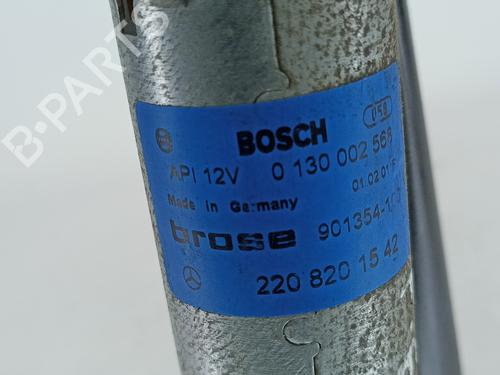 BOSCH
058
API 12V 0 130 002 568
01.02.01
Made in Germany
brose 901354-
220 820 15 42
B-PARTS